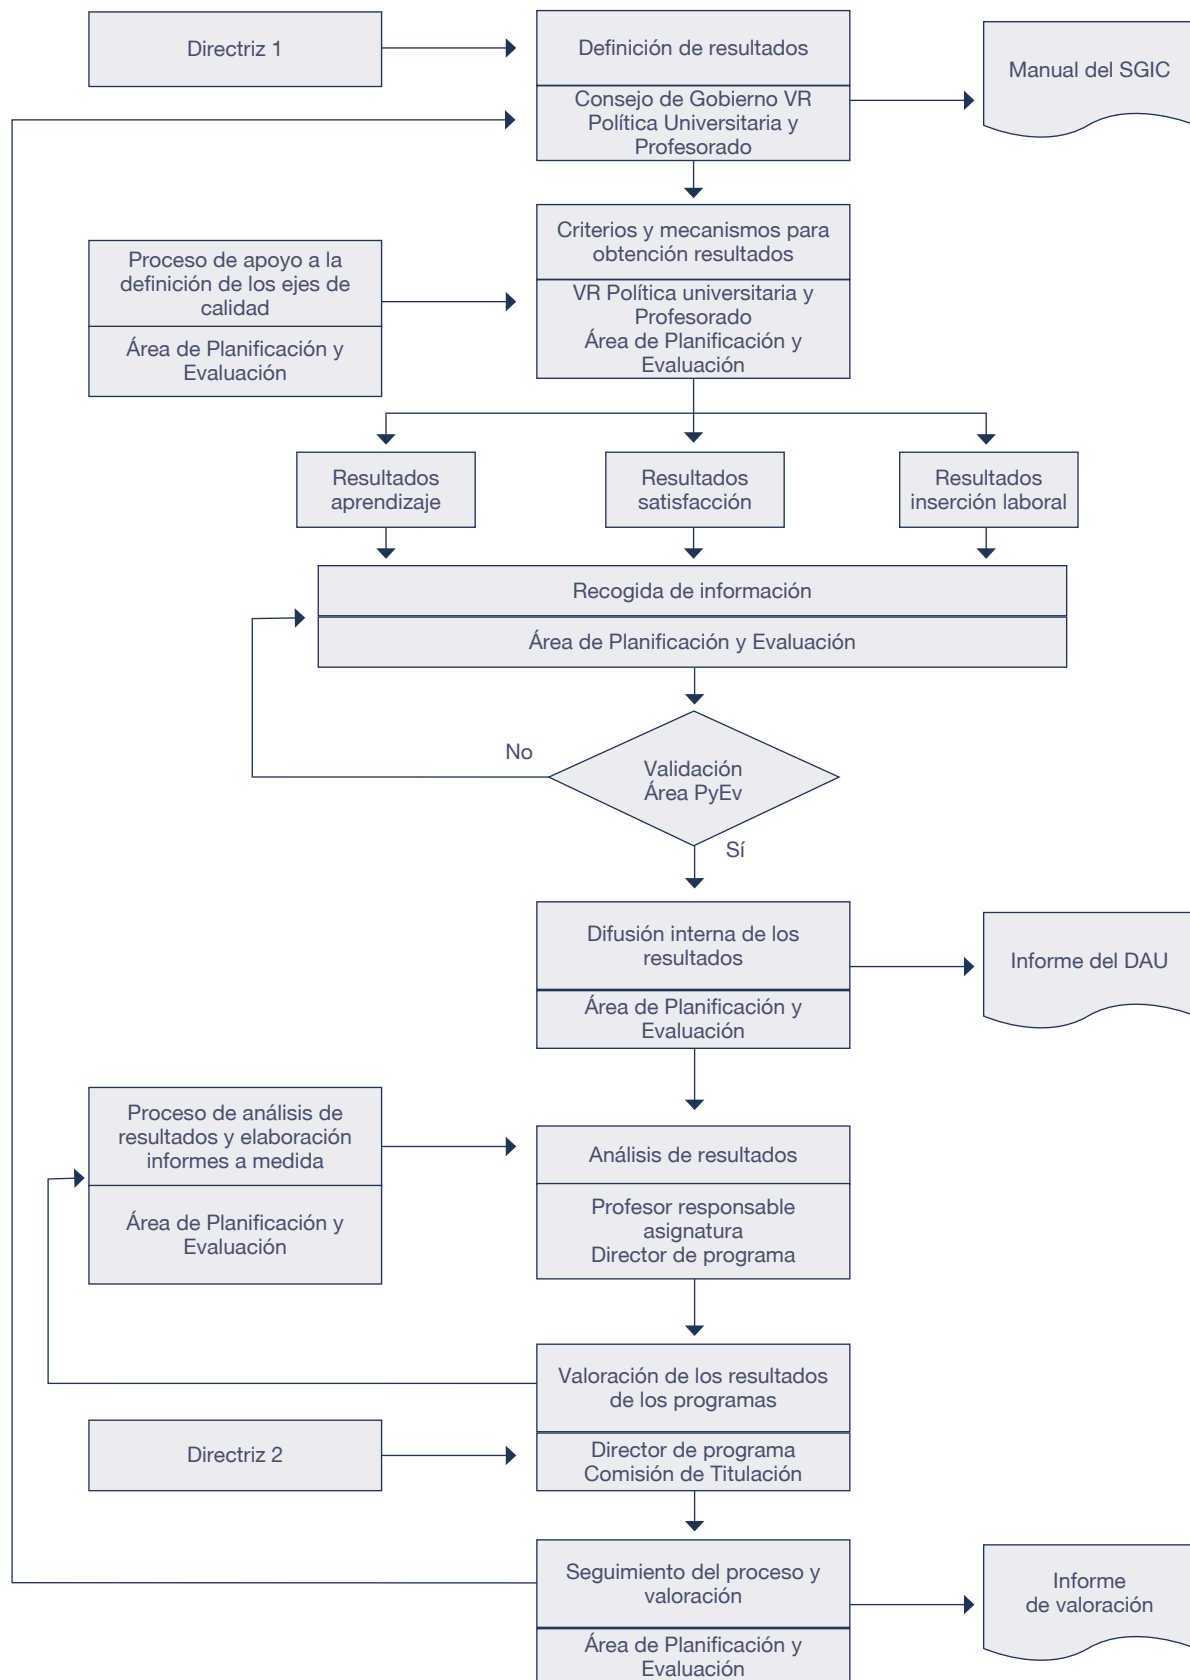 Directriz 1
Definición de resultados
Manual del SGIC
Consejo de Gobierno VR
Política Universitaria y
Profesorado
Criterios y mecanismos para
obtención resultados
Proceso de apoyo a la
definición de los ejes de
calidad
VR Política universitaria y
Profesorado
Área de Planificación y
Evaluación
Área de Planificación y
Evaluación
Resultados
aprendizaje
Resultados
satisfacción
Resultados
inserción laboral
Recogida de información
Área de Planificación y Evaluación
No
Validación
Área PyEv
Sí
Difusión interna de los
resultados
Informe del DAU
Área de Planificación y
Evaluación
Proceso de análisis de
resultados y elaboración
informes a medida
Análisis de resultados
Área de Planificación y
Evaluación
Profesor responsable
asignatura
Director de programa
Valoración de los resultados
de los programas
Directriz 2
Director de programa
Comisión de Titulación
Seguimiento del proceso y
valoración
Informe
de valoración
Área de Planificación y
Evaluación